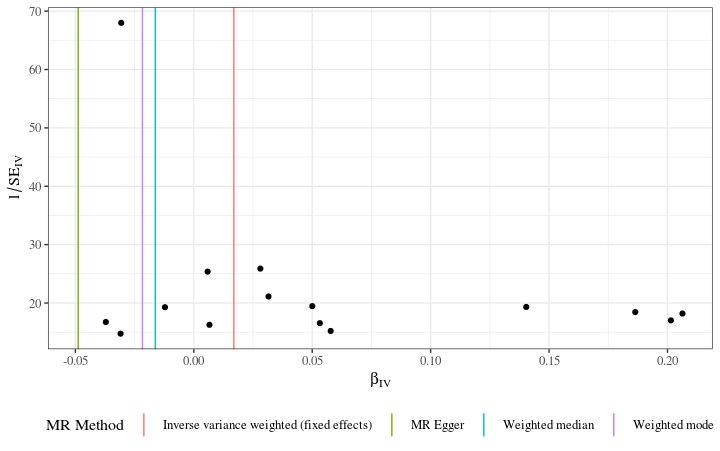 70
60
50
40
30
20
1/SE_IV
-0.05 0.00 0.05 0.10 0.15 0.20
β_IV
MR Method Inverse variance weighted (fixed effects) MR Egger Weighted median Weighted mode